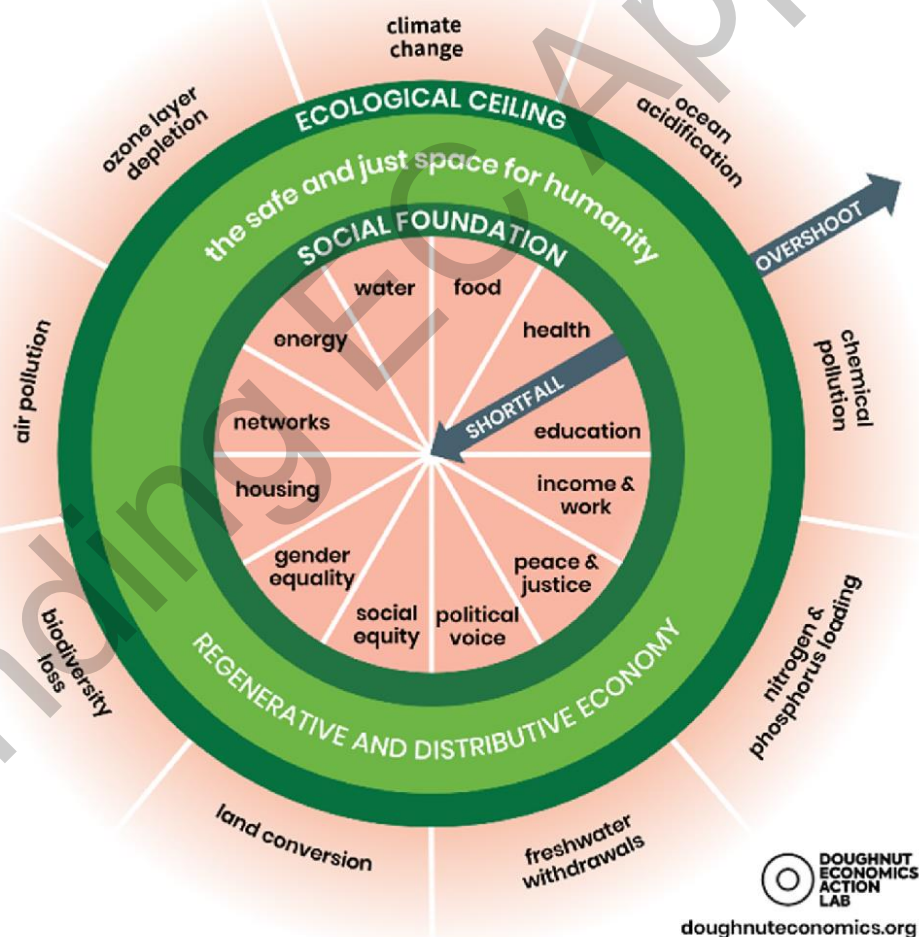 climate
change
ozone layer
depletion
ocean
acidification
ECOLOGICAL CEILING
the safe and just space for humanity
SOCIAL FOUNDATION
OVERSHOOT
water
food
energy
health
SHORTFALL
networks
education
housing
income &
work
gender
equality
peace &
justice
social
equity
political
voice
REGENERATIVE AND DISTRIBUTIVE ECONOMY
air pollution
chemical
pollution
biodiversity
loss
nitrogen &
phosphorus loading
land conversion
freshwater
withdrawals
DOUGHNUT
ECONOMICS
ACTION
LAB
doughnuteconomics.org
nding EC